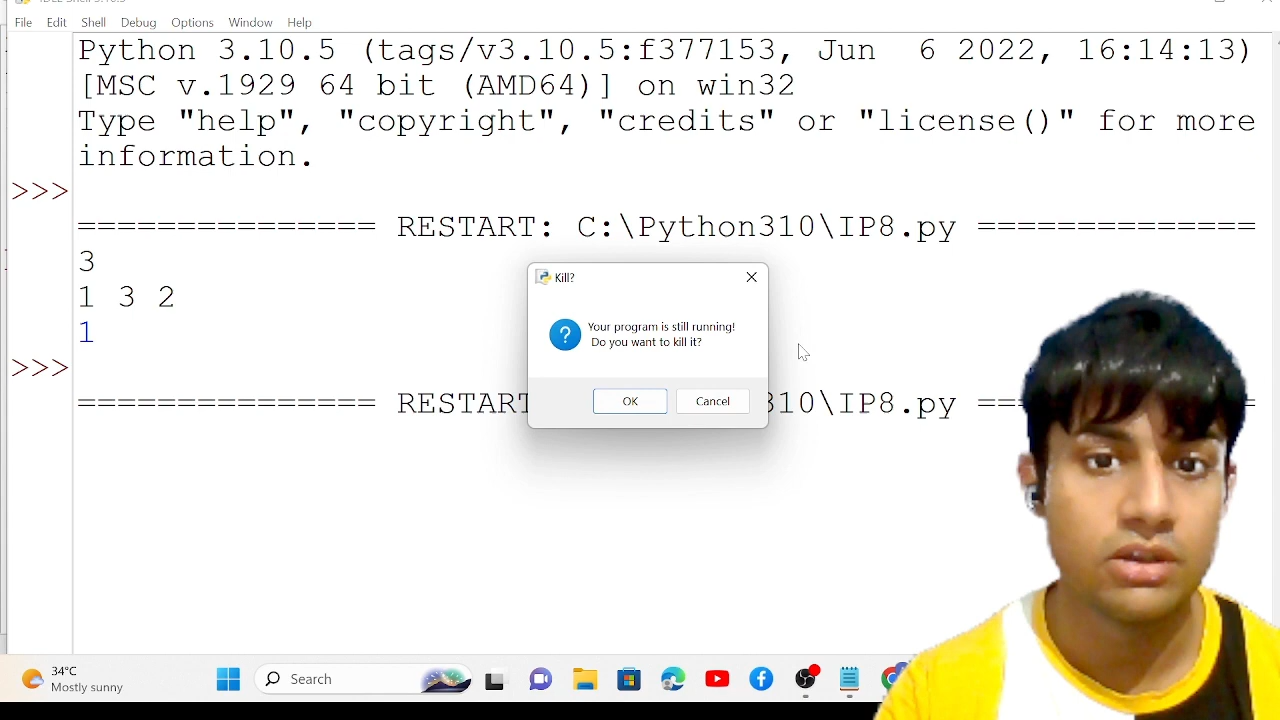 File Edit Shell Debug Options Window Help
Python 3.10.5 (tags/v3.10.5:f377153, Jun  6 2022, 16:14:13)
[MSC v.1929 64 bit (AMD64)] on win32
Type "help", "copyright", "credits" or "license()" for more
information.
>>>
=============== RESTART: C:\Python310\IP8.py ==============
3
1 3 2
1
>>>
=============== RESTART 310\IP8.py ==
Kill?
Your program is still running!
Do you want to kill it?
OK Cancel
34°C
Mostly sunny
Search